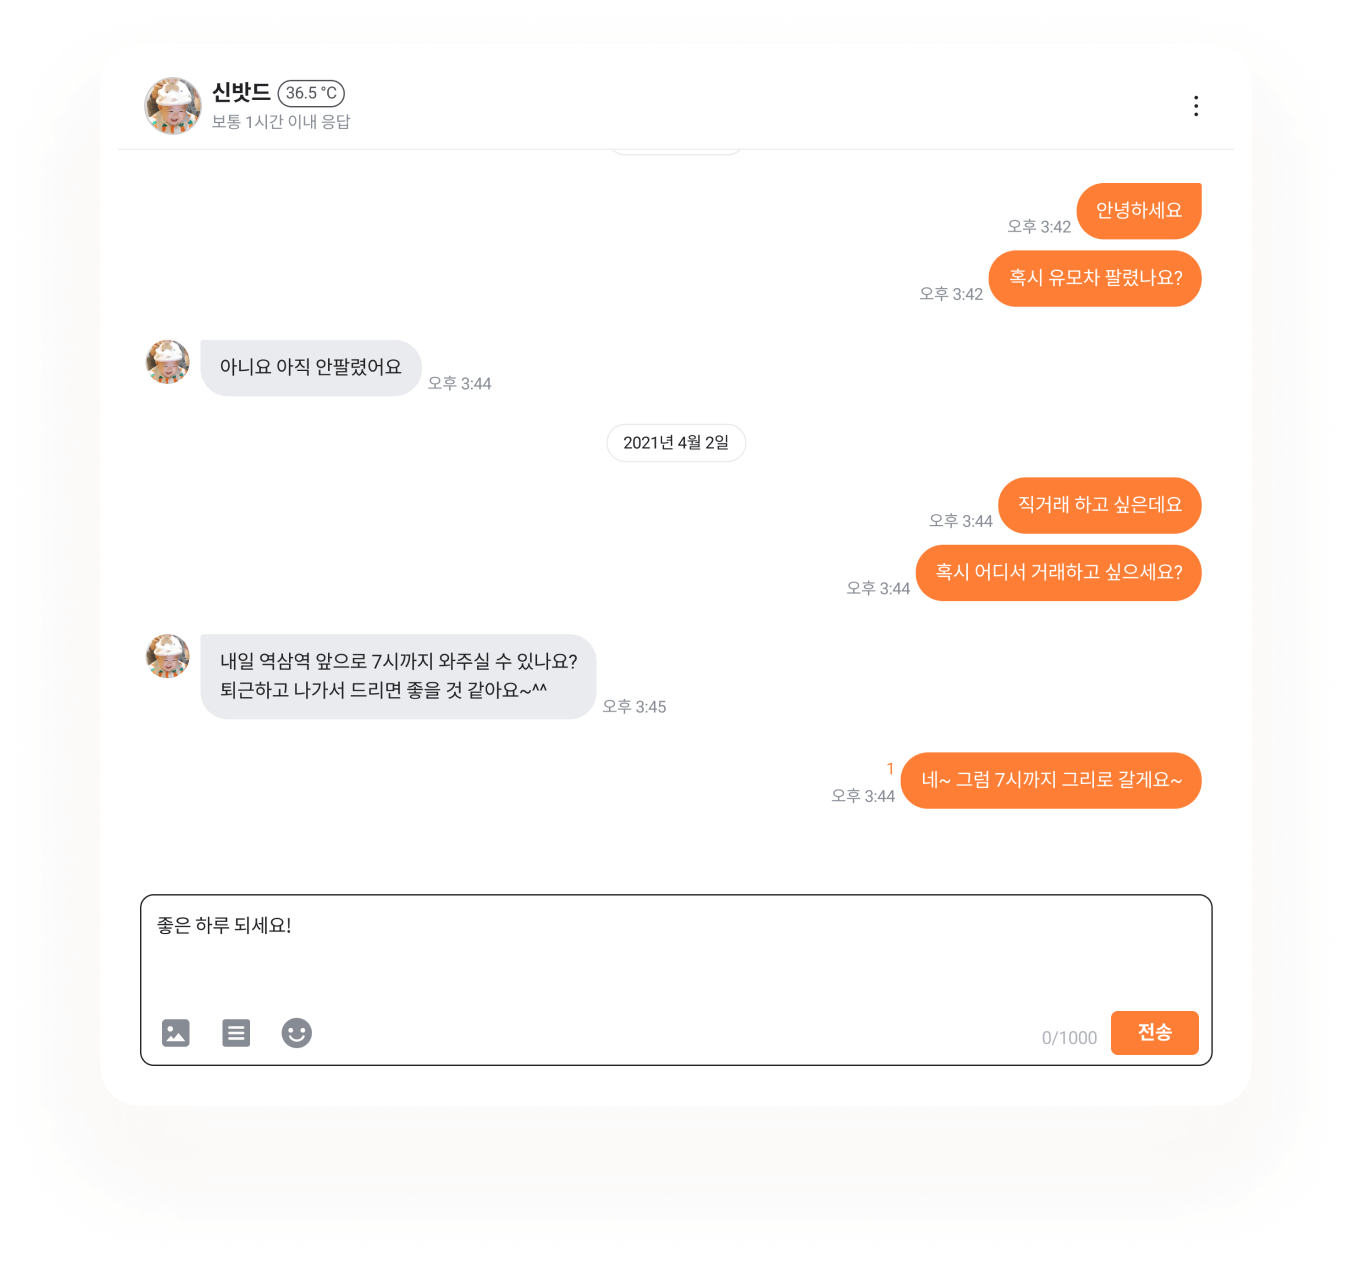 신밧드 36.5 °C
보통 1시간 이내 응답
안녕하세요
오후 3:42
혹시 유모차 팔렸나요?
오후 3:42
아니요 아직 안팔렸어요
오후 3:44
2021년 4월 2일
직거래 하고 싶은데요
오후 3:44
혹시 어디서 거래하고 싶으세요?
오후 3:44
내일 역삼역 앞으로 7시까지 와주실 수 있나요?
퇴근하고 나가서 드리면 좋을 것 같아요~^^
오후 3:45
1
네~ 그럼 7시까지 그리로 갈게요~
오후 3:44
좋은 하루 되세요!
0/1000
전송